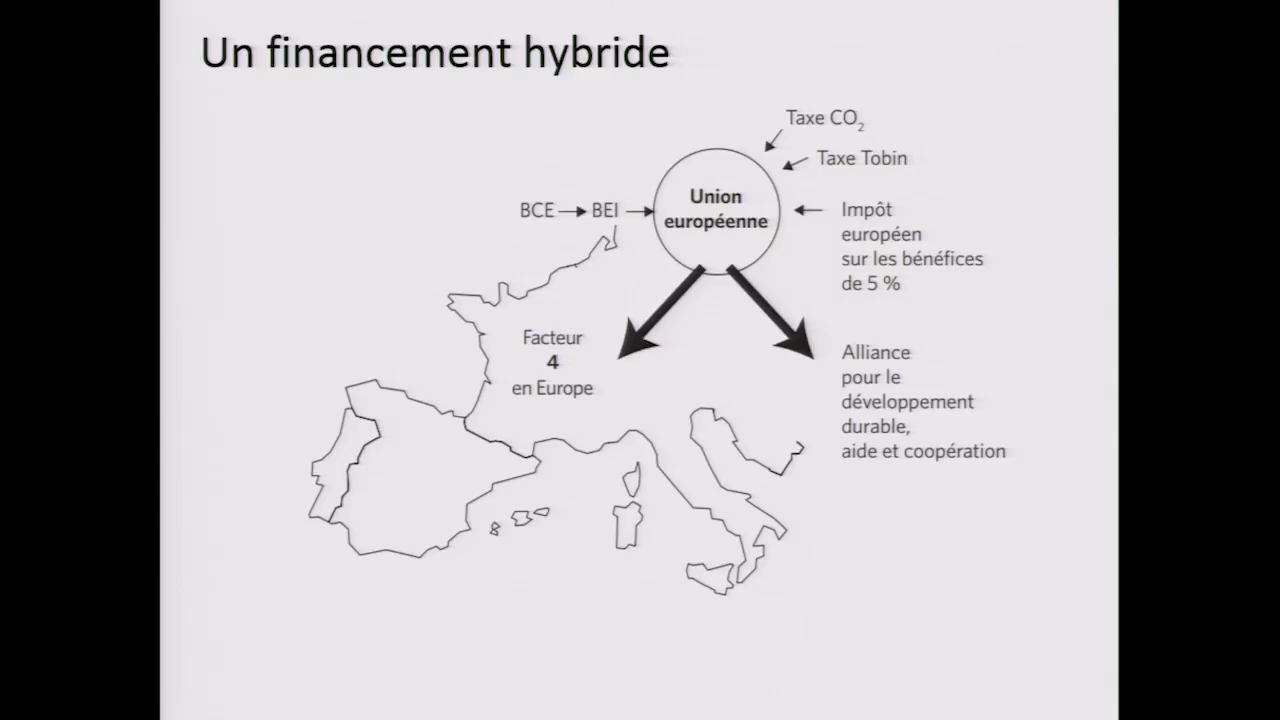 Un financement hybride
Taxe CO₂
Taxe Tobin
BCE
BEI
Union
européenne
Impôt
européen
sur les bénéfices
de 5 %
Facteur
4
en Europe
Alliance
pour le
développement
durable,
aide et coopération